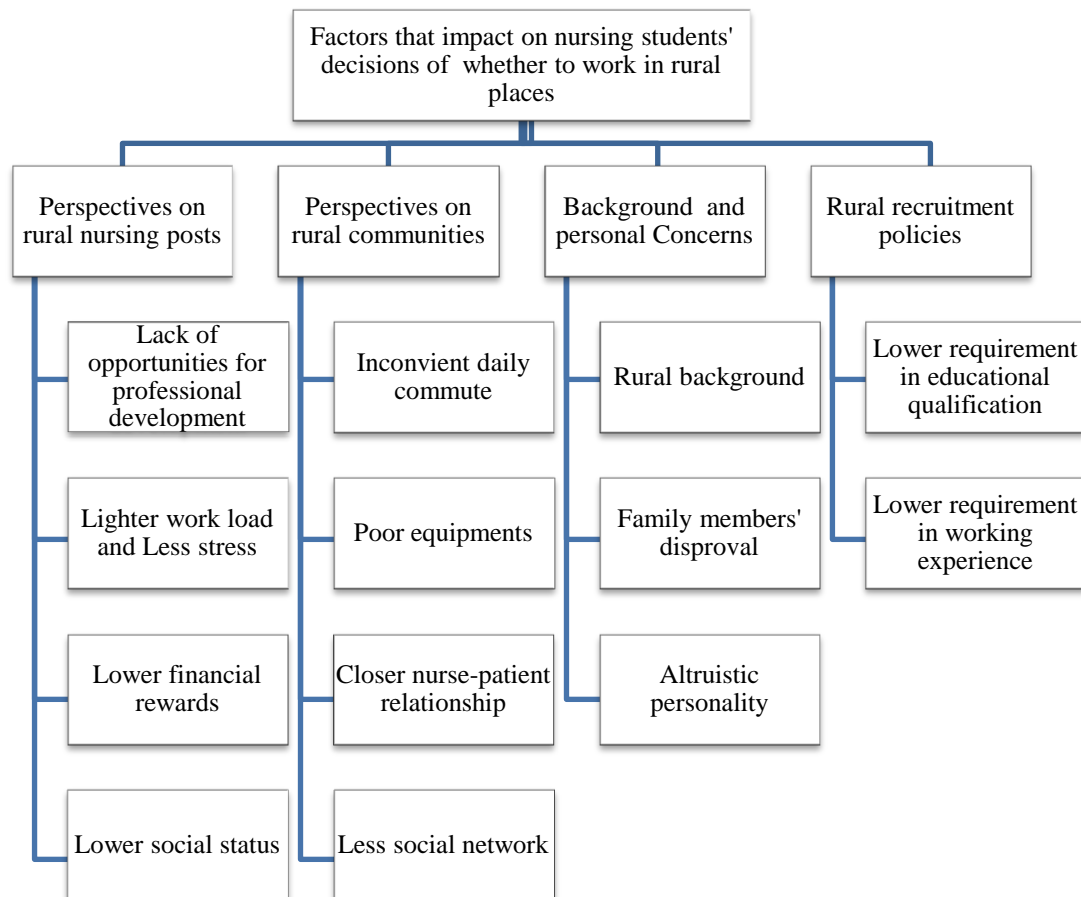 Factors that impact on nursing students'
decisions of whether to work in rural
places
Perspectives on
rural nursing posts
Perspectives on
rural communities
Background and
personal Concerns
Rural recruitment
policies
Lack of
opportunities for
professional
development
Inconvient daily
commute
Rural background
Lower requirement
in educational
qualification
Lighter work load
and Less stress
Poor equipments
Family members'
disproval
Lower requirement
in working
experience
Lower financial
rewards
Closer nurse-patient
relationship
Altruistic
personality
Lower social status
Less social network